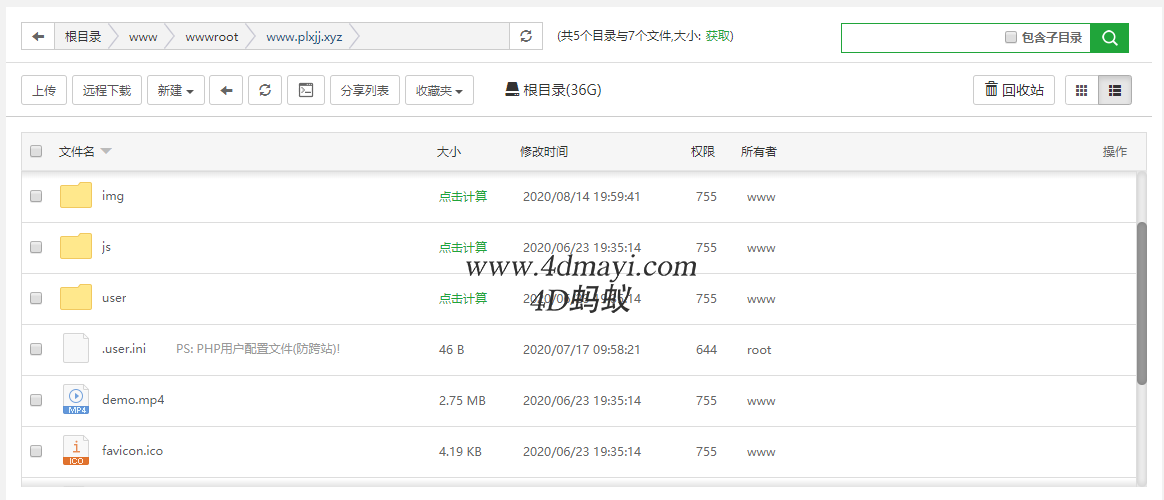 根目录 www wwwroot www.plxjj.xyz (共5个目录与7个文件,大小: 获取) 包含子目录
上传 远程下载 新建 分享列表 收藏夹 根目录(36G) 回收站
文件名 大小 修改时间 权限 所有者 操作
img 点击计算 2020/08/14 19:59:41 755 www
js 点击计算 2020/06/23 19:35:14 755 www
www.4dmayi.com
user 点击计算 2020/06/23 19:35:14 755 www
4D蚂蚁
.user.ini PS: PHP用户配置文件(防跨站)! 46 B 2020/07/17 09:58:21 644 root
demo.mp4 2.75 MB 2020/06/23 19:35:14 755 www
MP4
favicon.ico 4.19 KB 2020/06/23 19:35:14 755 www
ICO